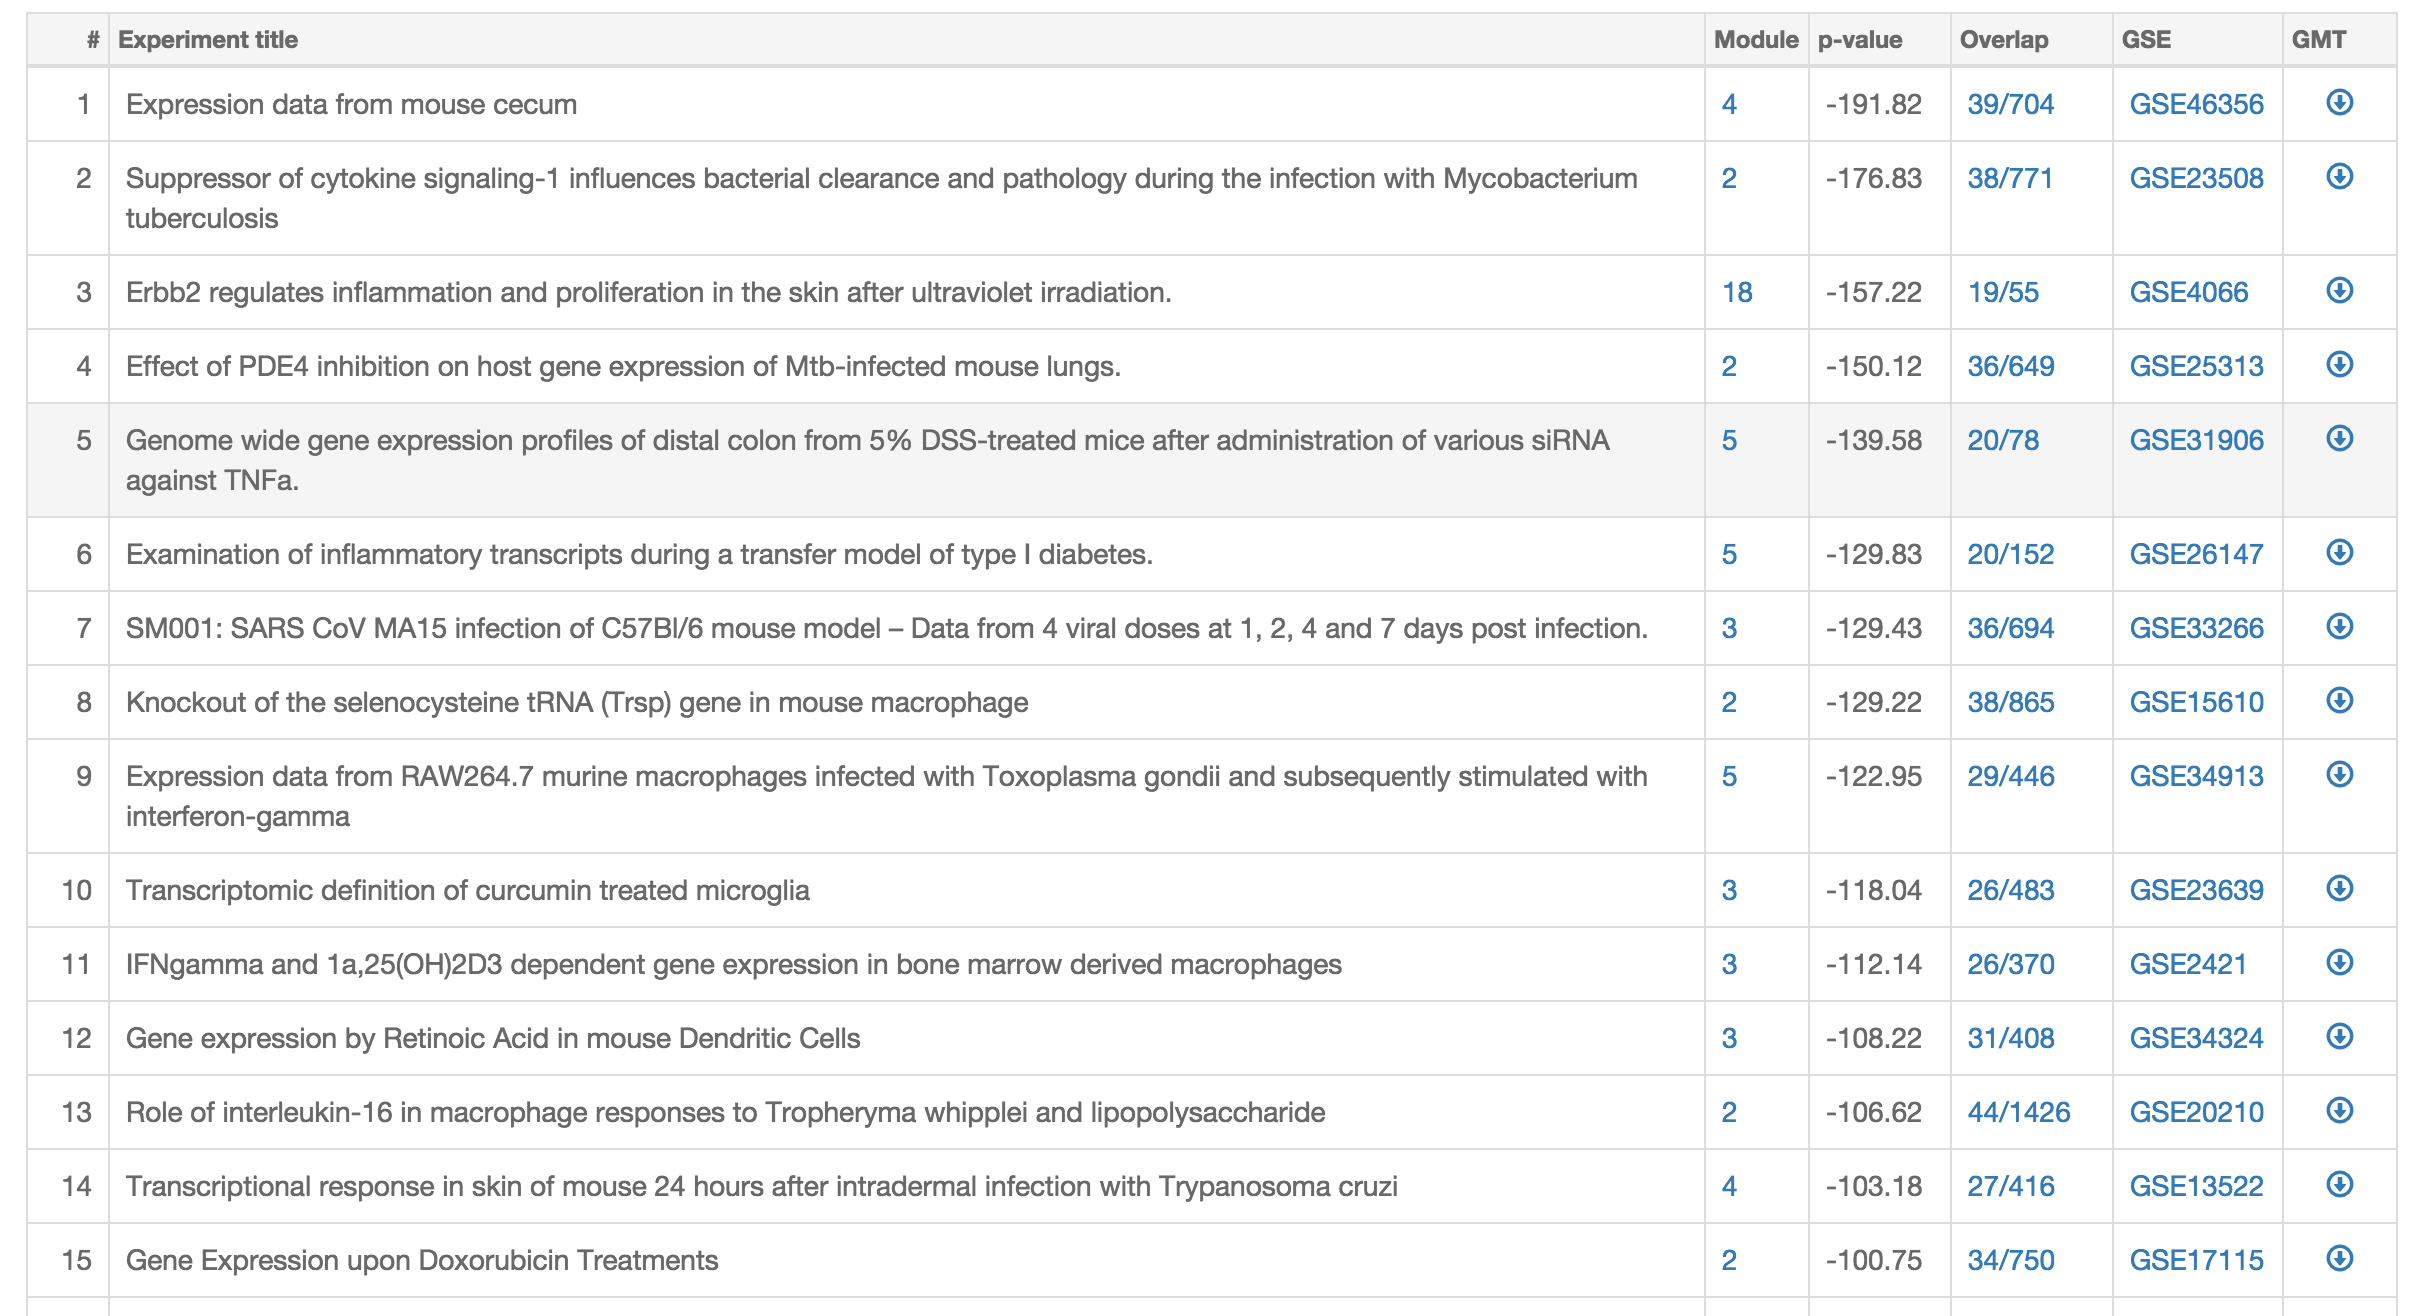 # Experiment title Module p-value Overlap GSE GMT
1 Expression data from mouse cecum 4 -191.82 39/704 GSE46356
2 Suppressor of cytokine signaling-1 influences bacterial clearance and pathology during the infection with Mycobacterium 2 -176.83 38/771 GSE23508
tuberculosis
3 Erbb2 regulates inflammation and proliferation in the skin after ultraviolet irradiation. 18 -157.22 19/55 GSE4066
4 Effect of PDE4 inhibition on host gene expression of Mtb-infected mouse lungs. 2 -150.12 36/649 GSE25313
5 Genome wide gene expression profiles of distal colon from 5% DSS-treated mice after administration of various siRNA 5 -139.58 20/78 GSE31906
against TNFa.
6 Examination of inflammatory transcripts during a transfer model of type I diabetes. 5 -129.83 20/152 GSE26147
7 SM001: SARS CoV MA15 infection of C57Bl/6 mouse model – Data from 4 viral doses at 1, 2, 4 and 7 days post infection. 3 -129.43 36/694 GSE33266
8 Knockout of the selenocysteine tRNA (Trsp) gene in mouse macrophage 2 -129.22 38/865 GSE15610
9 Expression data from RAW264.7 murine macrophages infected with Toxoplasma gondii and subsequently stimulated with 5 -122.95 29/446 GSE34913
interferon-gamma
10 Transcriptomic definition of curcumin treated microglia 3 -118.04 26/483 GSE23639
11 IFNgamma and 1a,25(OH)2D3 dependent gene expression in bone marrow derived macrophages 3 -112.14 26/370 GSE2421
12 Gene expression by Retinoic Acid in mouse Dendritic Cells 3 -108.22 31/408 GSE34324
13 Role of interleukin-16 in macrophage responses to Tropheryma whipplei and lipopolysaccharide 2 -106.62 44/1426 GSE20210
14 Transcriptional response in skin of mouse 24 hours after intradermal infection with Trypanosoma cruzi 4 -103.18 27/416 GSE13522
15 Gene Expression upon Doxorubicin Treatments 2 -100.75 34/750 GSE17115